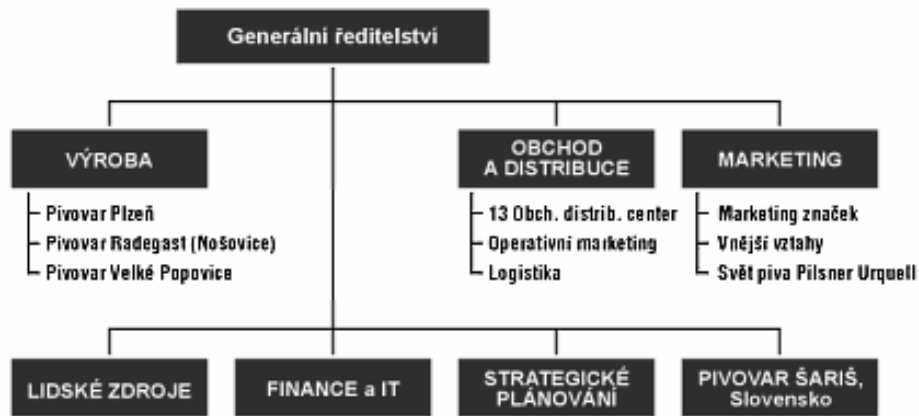 Generální ředitelství
VÝROBA
Pivovar Plzeň
Pivovar Radegast (Nošovice)
Pivovar Velké Popovice
OBCHOD
A DISTRIBUCE
13 Obch. distrib. center
Operativní marketing
Logistika
MARKETING
Marketing značek
Vnější vztahy
Svět piva Pilsner Urquell
LIDSKÉ ZDROJE
FINANCE a IT
STRATEGICKÉ
PLÁNOVÁNÍ
PIVOVAR ŠARIŠ,
Slovensko